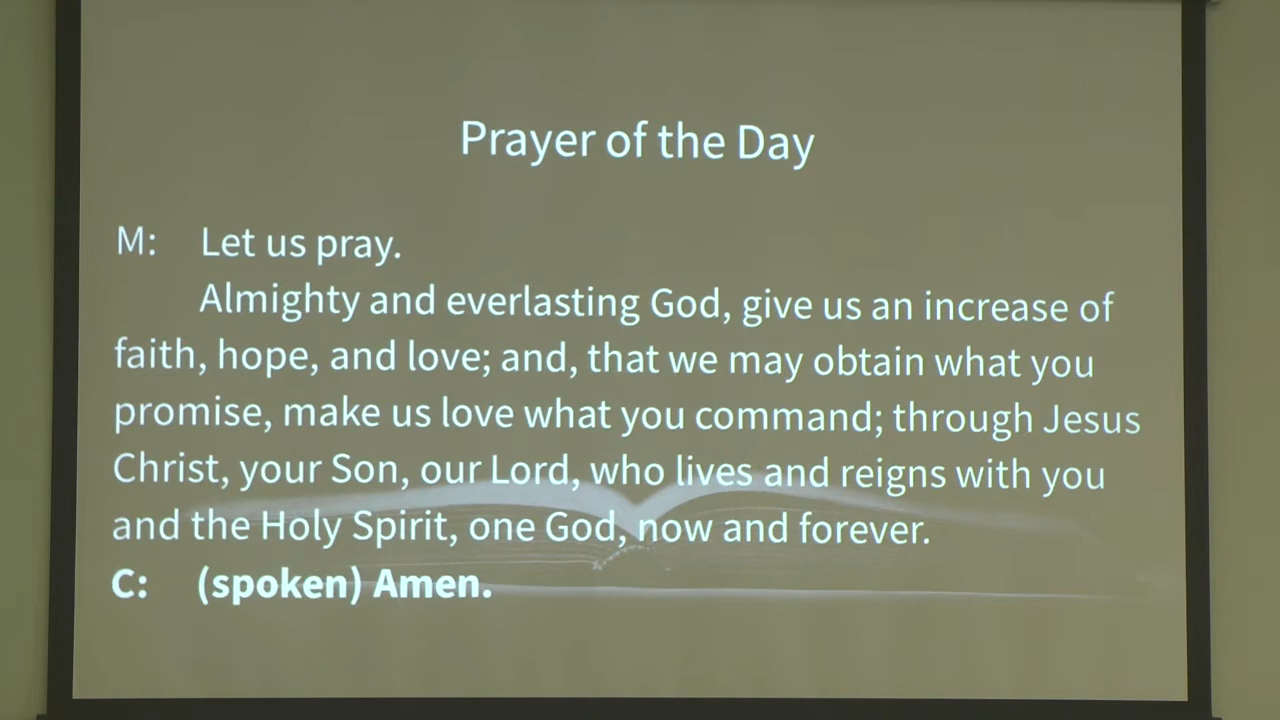 Prayer of the Day
M: Let us pray.
Almighty and everlasting God, give us an increase of
faith, hope, and love; and, that we may obtain what you
promise, make us love what you command; through Jesus
Christ, your Son, our Lord, who lives and reigns with you
and the Holy Spirit, one God, now and forever.
C: (spoken) Amen.